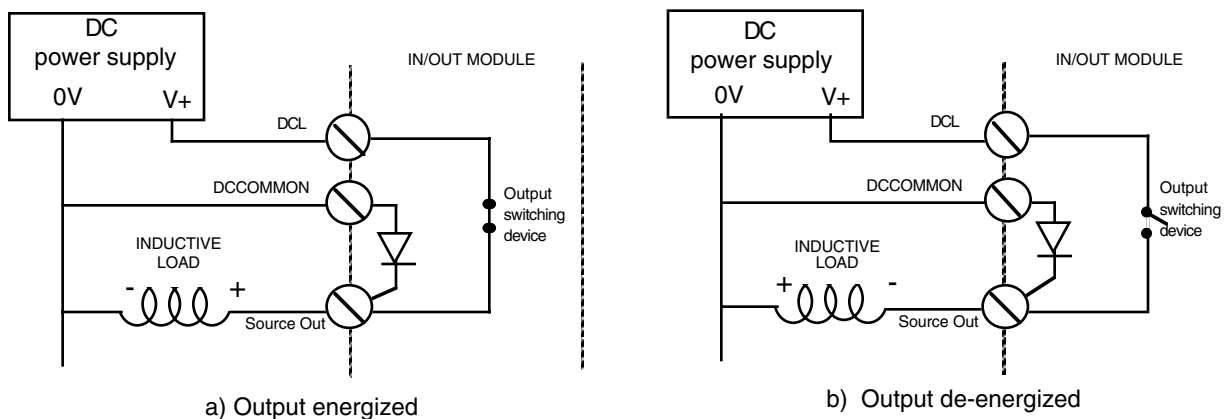 DC
power supply
0V V+
IN/OUT MODULE
DCL
DCCOMMON
Output
switching
device
INDUCTIVE
LOAD
- +
Source Out
a) Output energized
DC
power supply
0V V+
IN/OUT MODULE
DCL
DCCOMMON
Output
switching
device
INDUCTIVE
LOAD
+ -
Source Out
b) Output de-energized